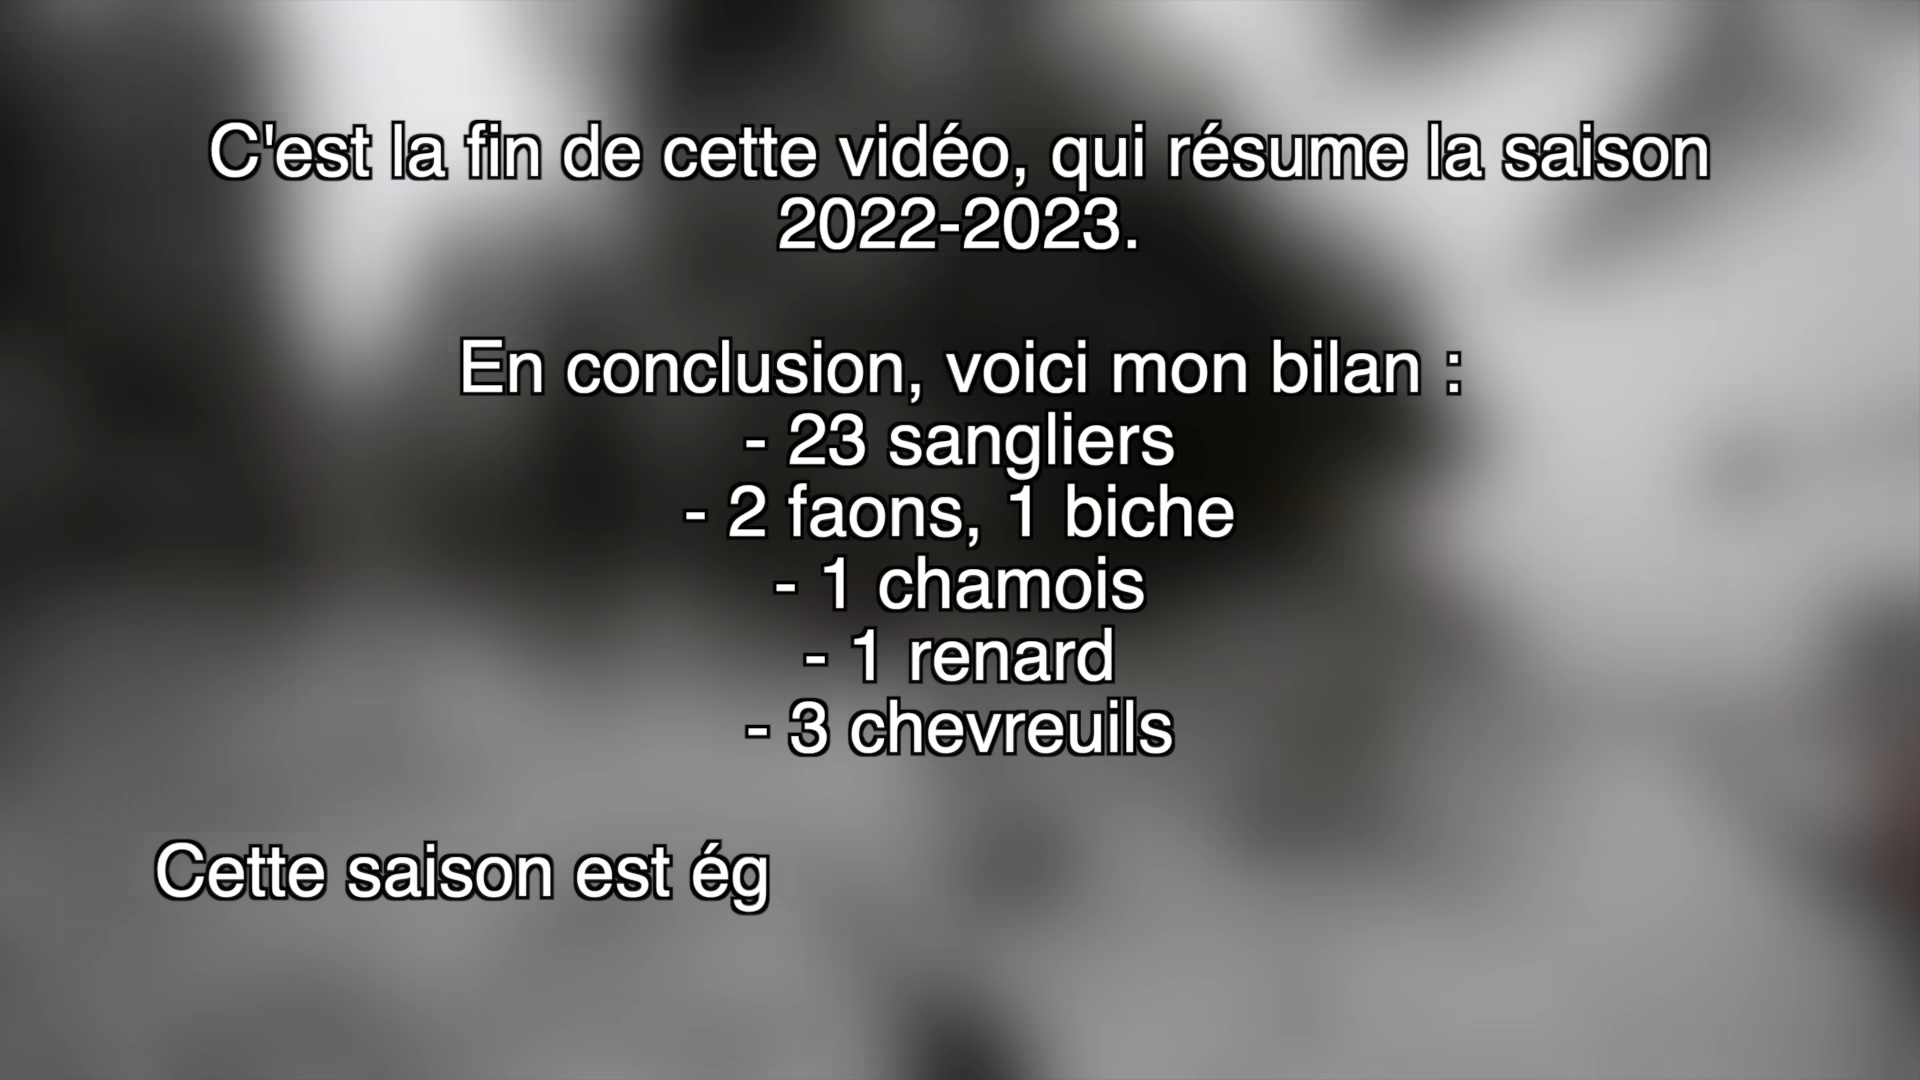 C'est la fin de cette vidéo, qui résume la saison
2022-2023.
En conclusion, voici mon bilan :
- 23 sangliers
- 2 faons, 1 biche
- 1 chamois
- 1 renard
- 3 chevreuils
Cette saison est ég